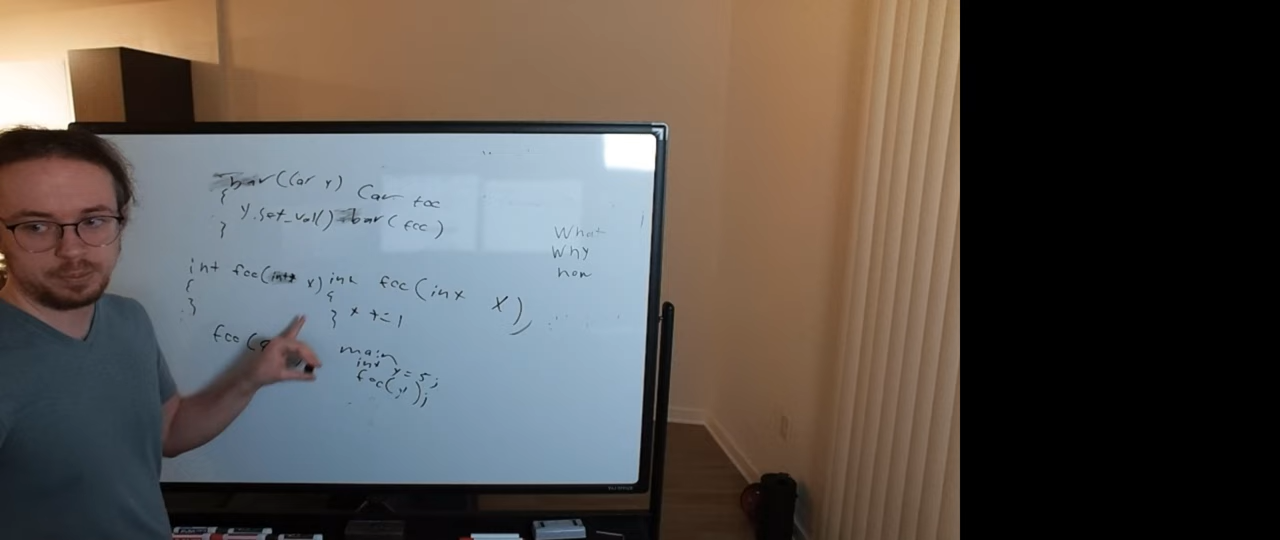 bar(Car y) Car foo
{
y.set_val() bar(foo)
}
What
Why
how
int foo( x) int foo(int x)
{ {
} } x += 1
foo(
main
int y = 5;
foo(y);